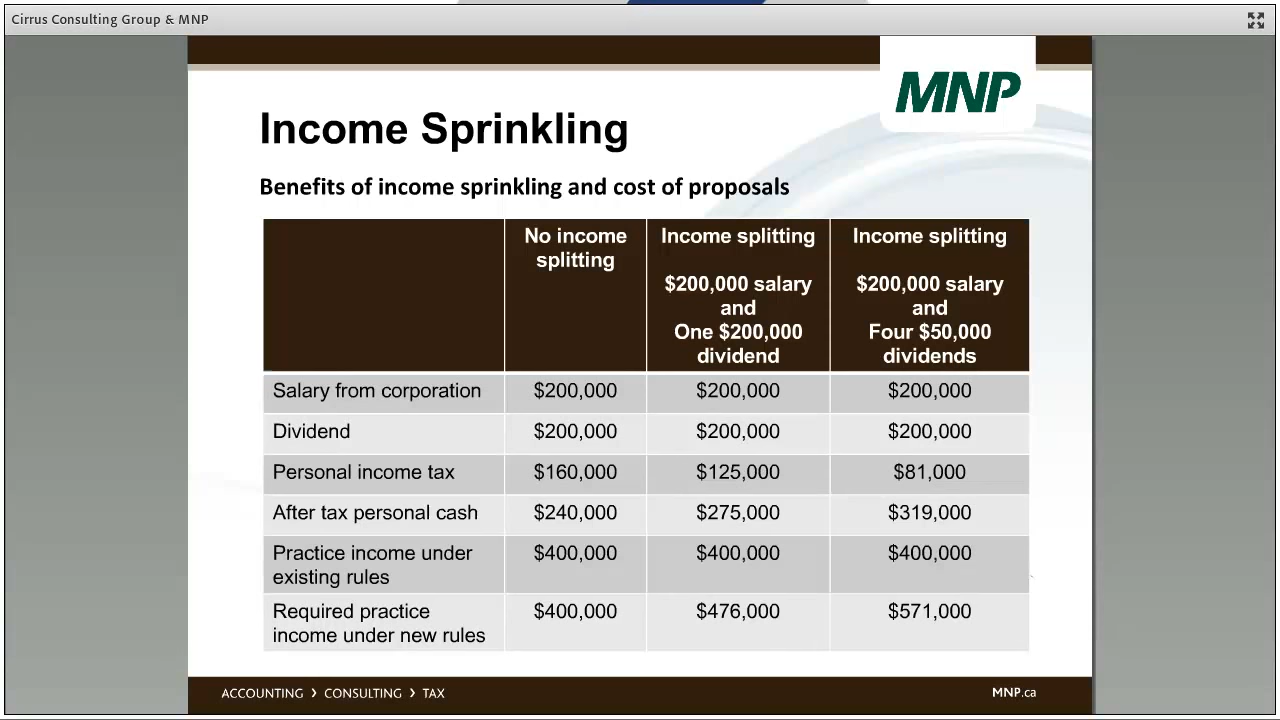 Cirrus Consulting Group & MNP
MNP
Income Sprinkling
Benefits of income sprinkling and cost of proposals
No income splitting
Income splitting $200,000 salary and One $200,000 dividend
Income splitting $200,000 salary and Four $50,000 dividends
Salary from corporation $200,000 $200,000 $200,000
Dividend $200,000 $200,000 $200,000
Personal income tax $160,000 $125,000 $81,000
After tax personal cash $240,000 $275,000 $319,000
Practice income under existing rules $400,000 $400,000 $400,000
Required practice income under new rules $400,000 $476,000 $571,000
ACCOUNTING › CONSULTING › TAX
MNP.ca